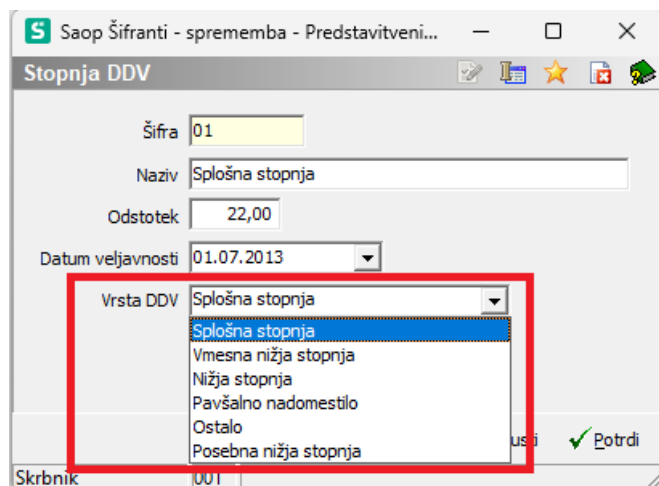 S Saop Šifranti - sprememba - Predstavitveni...
Stopnja DDV
Šifra 01
Naziv Splošna stopnja
Odstotek 22,00
Datum veljavnosti 01.07.2013
Vrsta DDV Splošna stopnja
Splošna stopnja
Vmesna nižja stopnja
Nižja stopnja
Pavšalno nadomestilo
Ostalo
Posebna nižja stopnja
Potrdi
Skrbnik 001